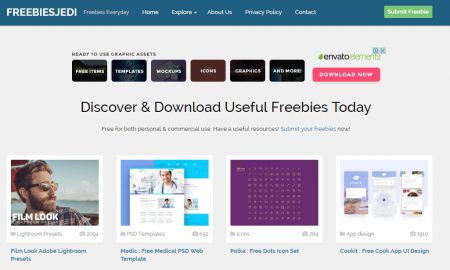 FREEBIESJEDI Freebies Everyday Home Explore About Us Privacy Policy Contact Submit Freebie
READY TO USE GRAPHIC ASSETS
FREE ITEMS TEMPLATES MOCKUPS ICONS GRAPHICS AND MORE!
envatoelements
DOWNLOAD NOW
Discover & Download Useful Freebies Today
Free for both personal & commercial use. Have a useful resources! Submit your Freebies now!
FILM LOOK
LIGHTROOM PRESETS
Lightroom Presets 2094
PSD Templates 652
Icons 284
App design 1919
Film Look Adobe Lightroom Presets
Medic : Free Medical PSD Web Template
Polka : Free Dots Icon Set
Cookit : Free Cook App UI Design